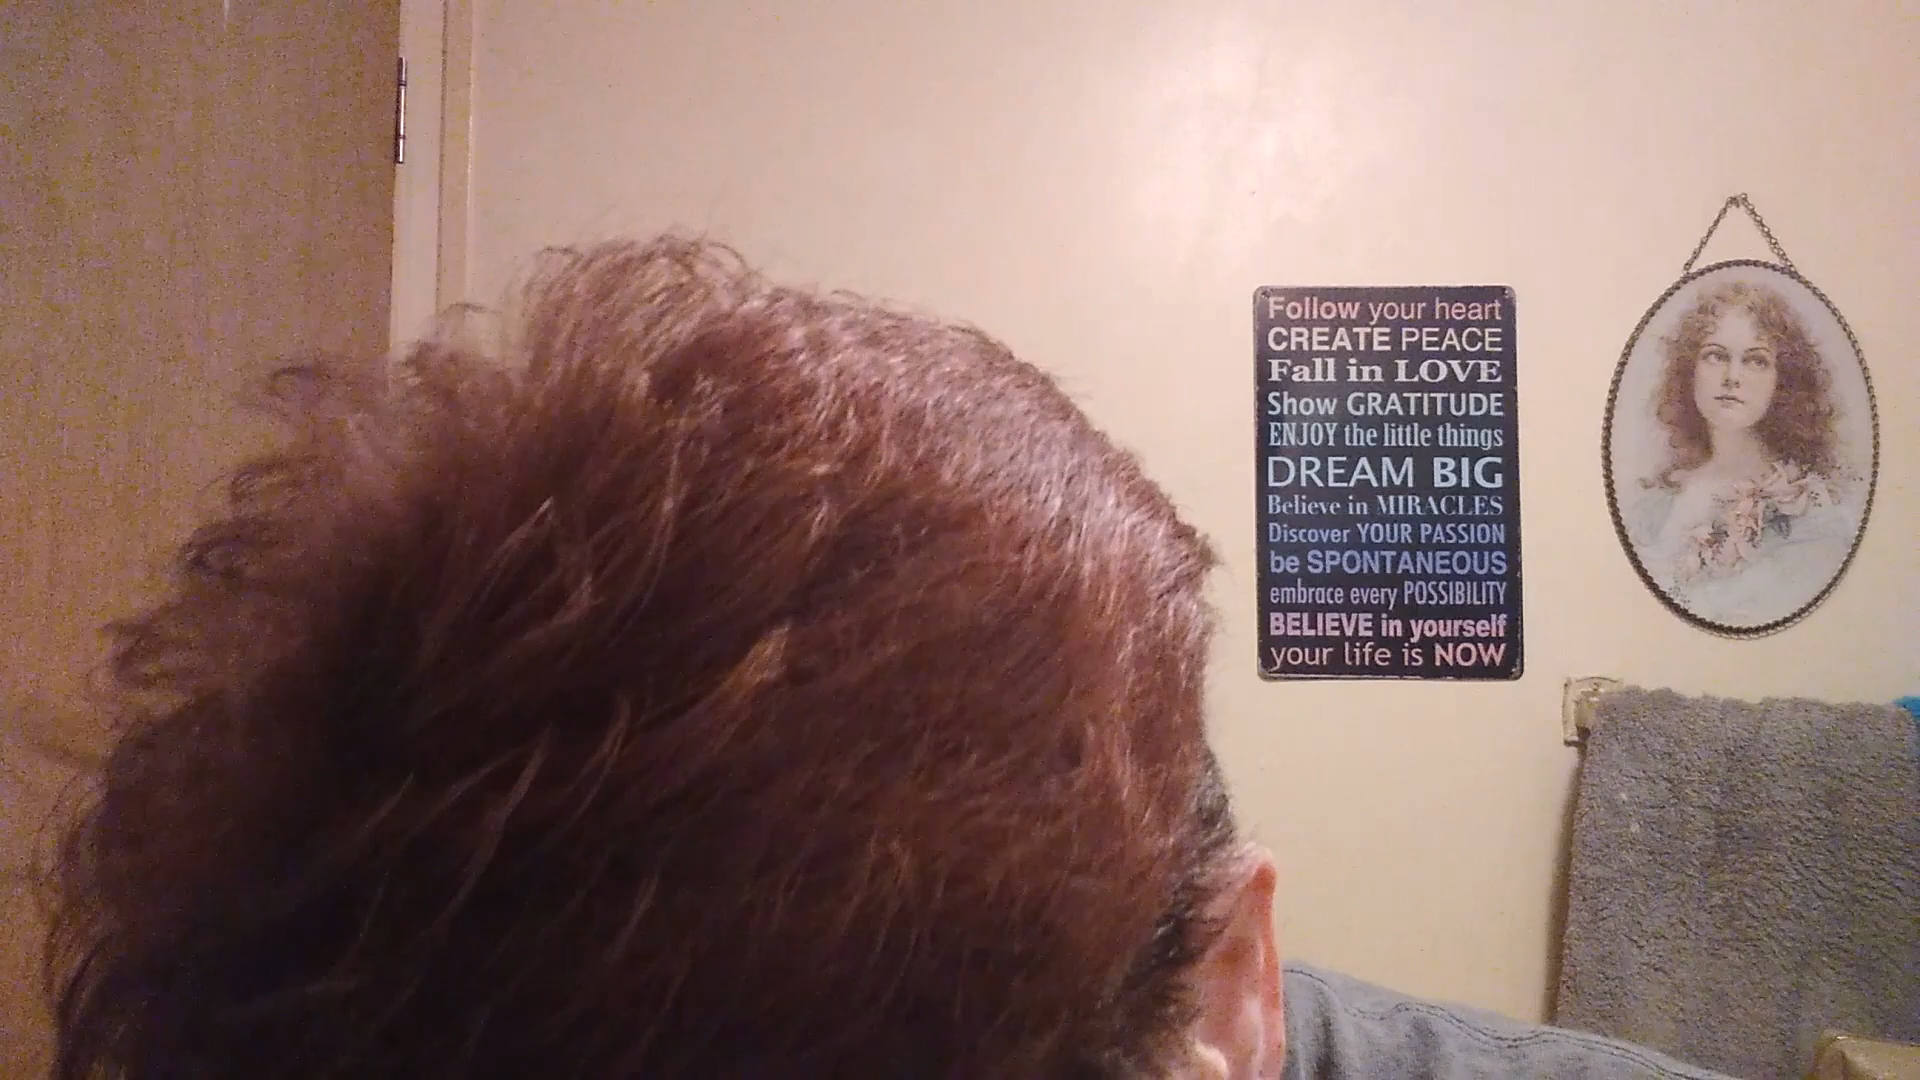 Follow your heart
CREATE PEACE
Fall in LOVE
Show GRATITUDE
ENJOY the little things
DREAM BIG
Believe in MIRACLES
Discover YOUR PASSION
be SPONTANEOUS
embrace every POSSIBILITY
BELIEVE in yourself
your life is NOW